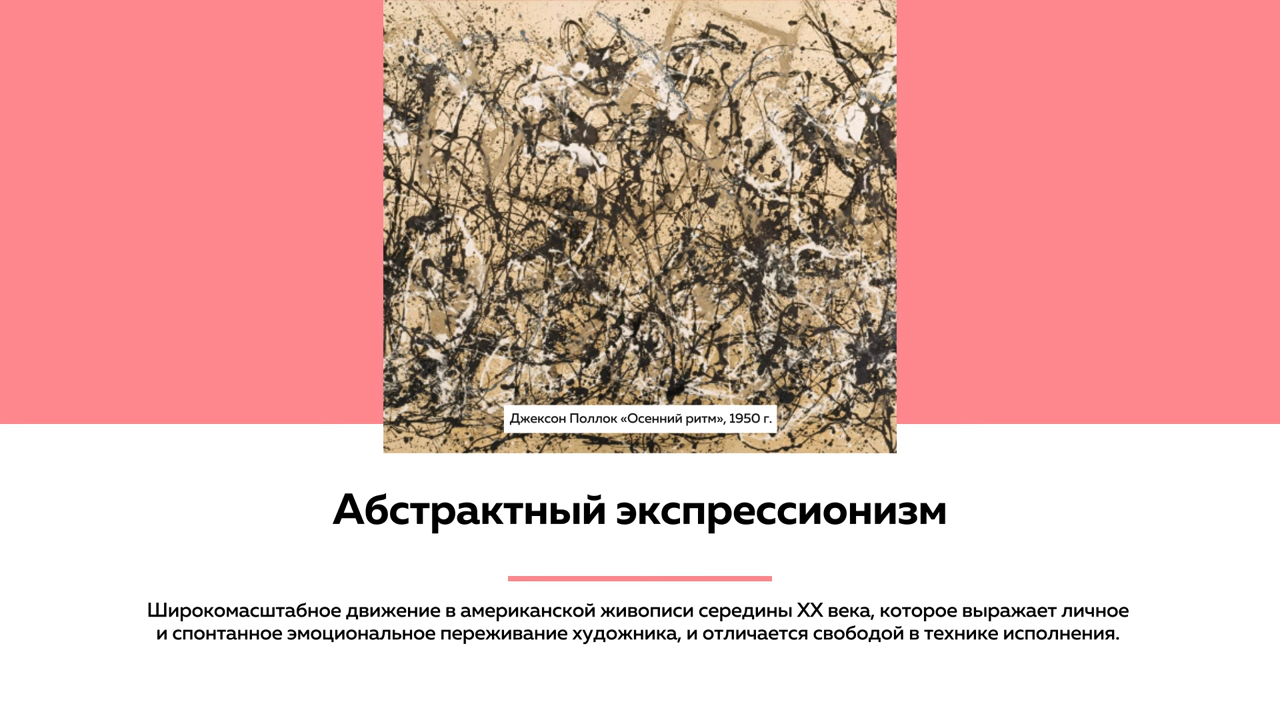 Джексон Поллок «Осенний ритм», 1950 г.
Абстрактный экспрессионизм
Широкомасштабное движение в американской живописи середины XX века, которое выражает личное
и спонтанное эмоциональное переживание художника, и отличается свободой в технике исполнения.